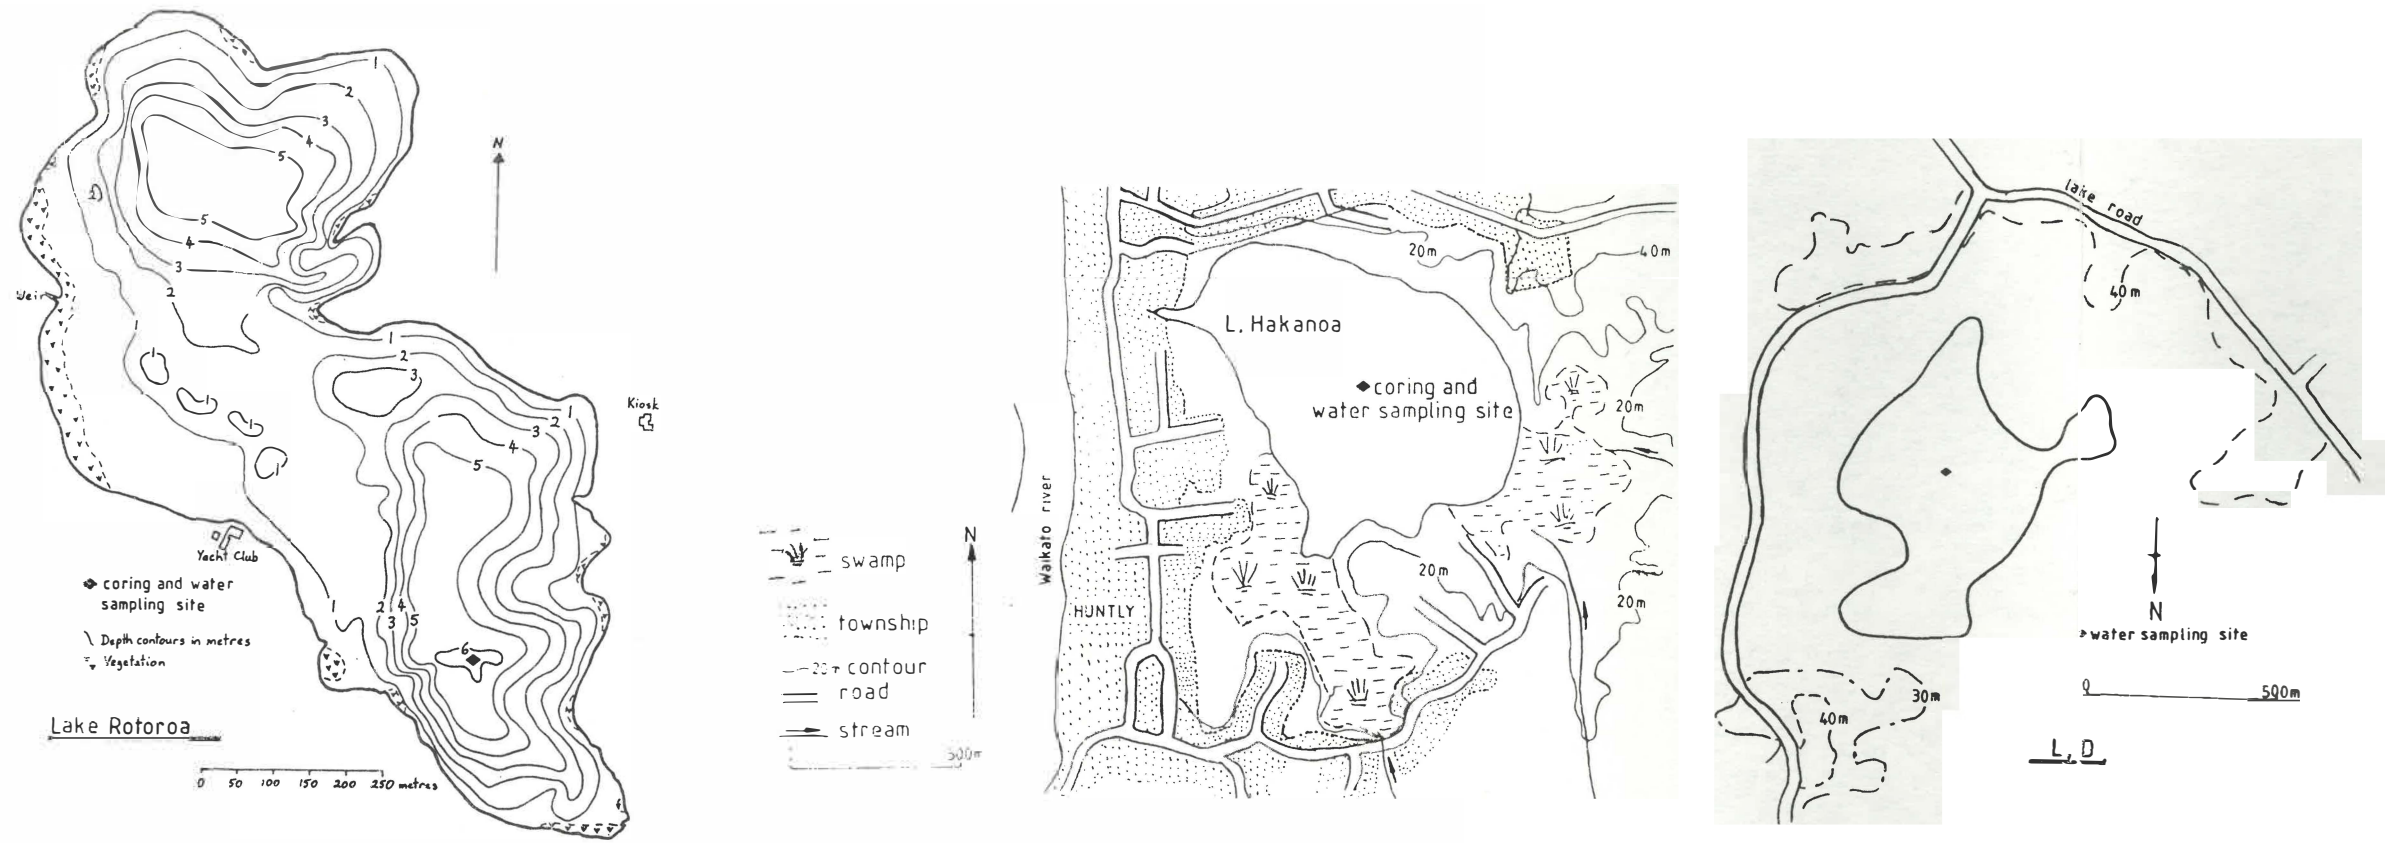 1
2
3
4
5
N
2
5
4
3
2
Weir
1
1
2
3
1
1
1
1
1
2
3
4
5
Kiosk
Yacht Club
coring and water
sampling site
Depth contours in metres
Vegetation
1
2 4
3 5
6
Lake Rotoroa
0 50 100 150 200 250 metres
20m
40m
L. Hakanoa
coring and
water sampling site
20m
Waikato river
N
swamp
township
20m contour
road
stream
500m
HUNTLY
20m
20m
lake road
40m
N
water sampling site
0 500m
30m
40m
L. D